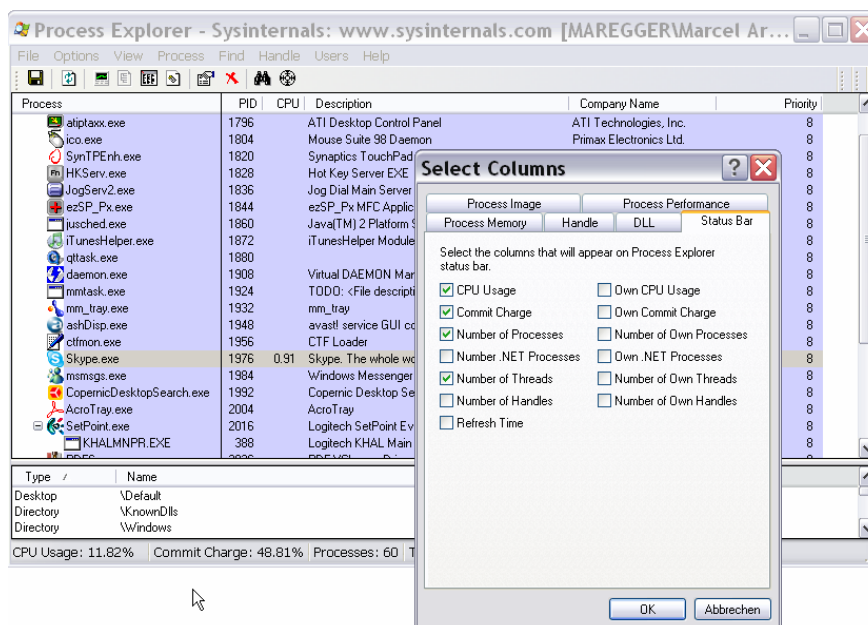 Process Explorer - Sysinternals: www.sysinternals.com [MAREGGER\Marcel Ar...
File Options View Process Find Handle Users Help
Process PID CPU Description Company Name Priority
atiptaxx.exe 1796 ATI Desktop Control Panel ATI Technologies, Inc. 8
ico.exe 1804 Mouse Suite 98 Daemon Primax Electronics Ltd. 8
SynTPEnh.exe 1820 Synaptics TouchPad 8
HKServ.exe 1828 Hot Key Server EXE 8
JogServ2.exe 1836 Jog Dial Main Server 8
ezSP_Px.exe 1844 ezSP_Px MFC Applic 8
jusched.exe 1860 Java(TM) 2 Platform S 8
iTunesHelper.exe 1872 iTunesHelper Module 8
qttask.exe 1880 8
daemon.exe 1908 Virtual DAEMON Man 8
mmtask.exe 1924 TODO: <File descripti 8
mm_tray.exe 1932 mm_tray 8
ashDisp.exe 1948 avast! service GUI co 8
ctfmon.exe 1956 CTF Loader 8
Skype.exe 1976 0.91 Skype. The whole wo 8
msmsgs.exe 1984 Windows Messenger 8
CopernicDesktopSearch.exe 1992 Copernic Desktop Se 8
AcroTray.exe 2004 AcroTray 8
SetPoint.exe 2016 Logitech SetPoint Ev 8
KHALMNPR.EXE 388 Logitech KHAL Main 8
Type Name
Desktop \Default
Directory \KnownDlls
Directory \Windows
CPU Usage: 11.82% Commit Charge: 48.81% Processes: 60 T
Select Columns
Process Image Process Performance
Process Memory Handle DLL Status Bar
Select the columns that will appear on Process Explorer
status bar.
CPU Usage Own CPU Usage
Commit Charge Own Commit Charge
Number of Processes Number of Own Processes
Number .NET Processes Own .NET Processes
Number of Threads Number of Own Threads
Number of Handles Number of Own Handles
Refresh Time
OK Abbrechen